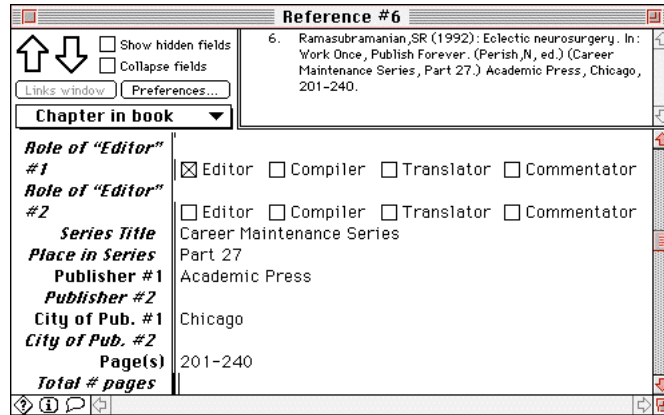 Reference #6
Show hidden fields
Collapse fields
Links window
Preferences...
Chapter in book
6. Ramasubramanian,SR (1992): Eclectic neurosurgery. In:
Work Once, Publish Forever. (Perish,N, ed.) (Career
Maintenance Series, Part 27.) Academic Press, Chicago,
201-240.
Role of “Editor”
#1 Editor Compiler Translator Commentator
Role of “Editor”
#2 Editor Compiler Translator Commentator
Series Title Career Maintenance Series
Place in Series Part 27
Publisher #1 Academic Press
Publisher #2
City of Pub. #1 Chicago
City of Pub. #2
Page(s) 201-240
Total # pages